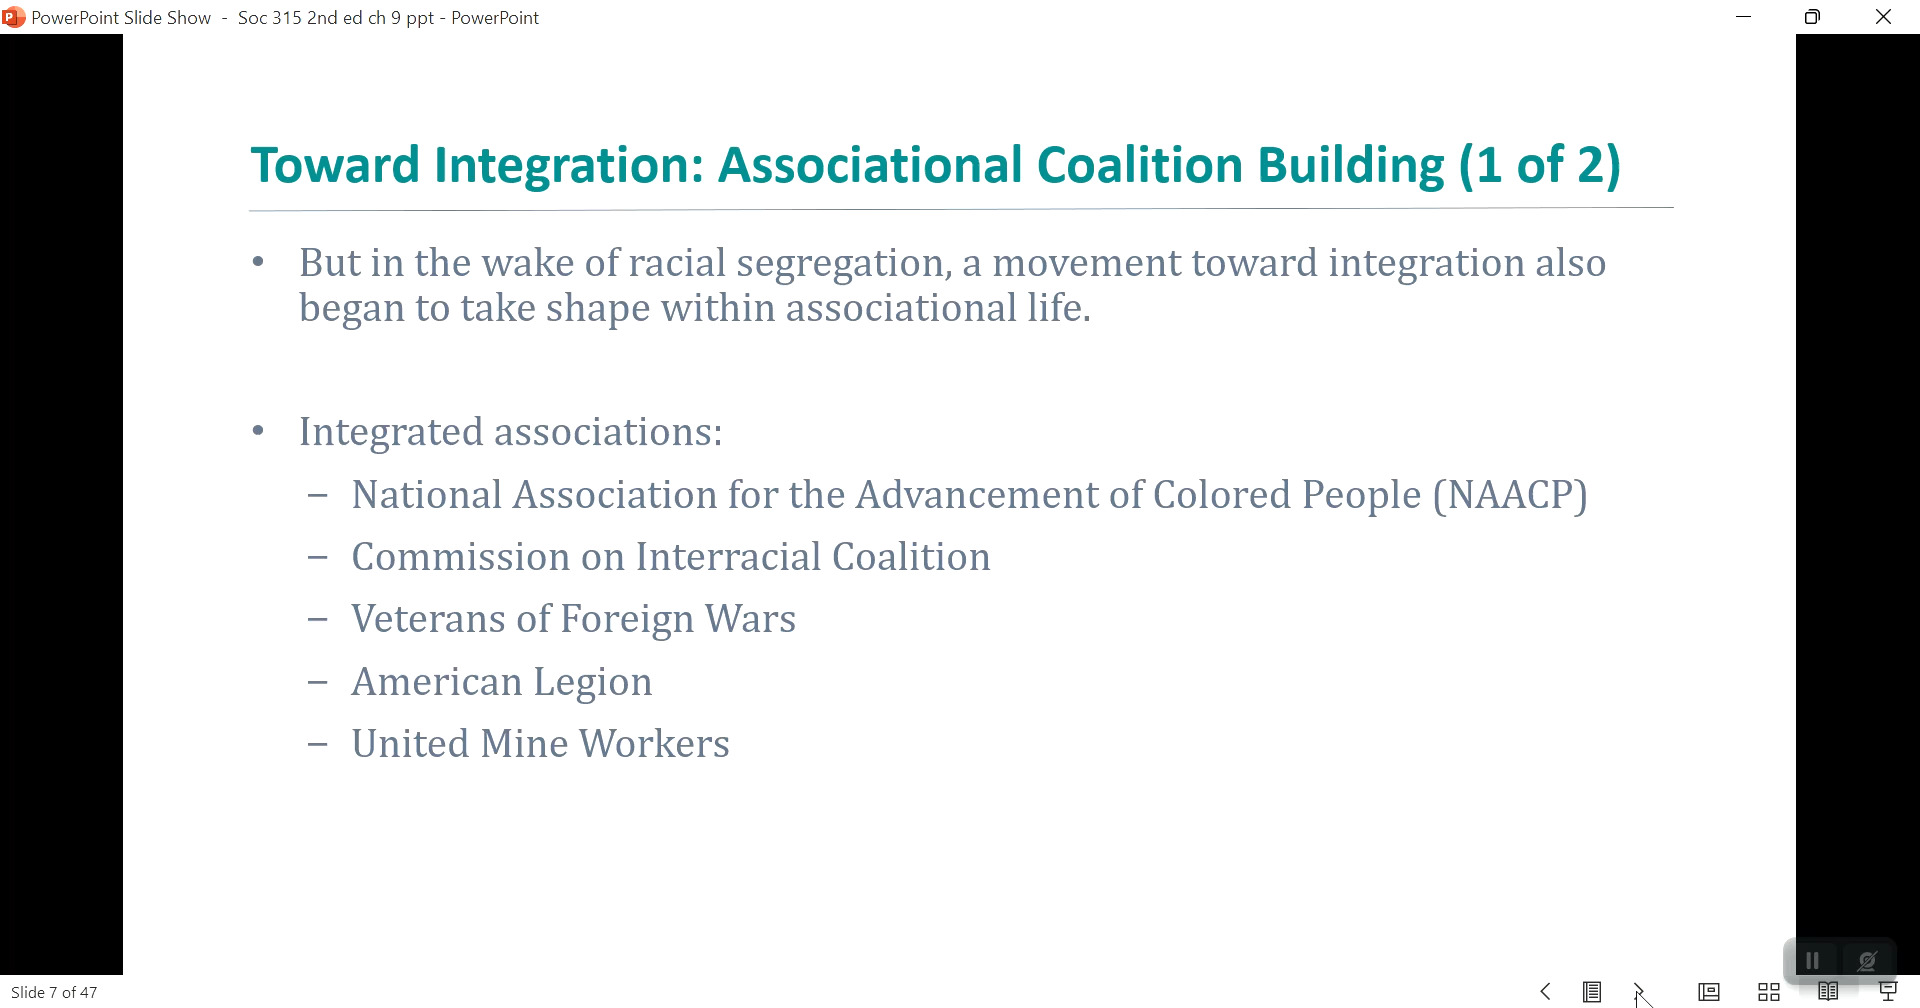 PowerPoint Slide Show - Soc 315 2nd ed ch 9 ppt - PowerPoint
Toward Integration: Associational Coalition Building (1 of 2)
• But in the wake of racial segregation, a movement toward integration also
began to take shape within associational life.
• Integrated associations:
– National Association for the Advancement of Colored People (NAACP)
– Commission on Interracial Coalition
– Veterans of Foreign Wars
– American Legion
– United Mine Workers
Slide 7 of 47